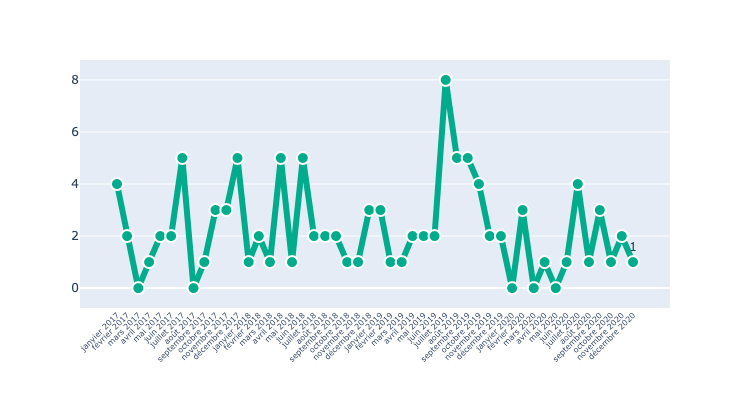 8
6
4
2
0
1
janvier 2017
février 2017
mars 2017
avril 2017
mai 2017
juin 2017
juillet 2017
août 2017
septembre 2017
octobre 2017
novembre 2017
décembre 2017
janvier 2018
février 2018
mars 2018
avril 2018
mai 2018
juin 2018
juillet 2018
août 2018
septembre 2018
octobre 2018
novembre 2018
décembre 2018
janvier 2019
février 2019
mars 2019
avril 2019
mai 2019
juin 2019
juillet 2019
août 2019
septembre 2019
octobre 2019
novembre 2019
décembre 2019
janvier 2020
février 2020
mars 2020
avril 2020
mai 2020
juin 2020
juillet 2020
août 2020
septembre 2020
octobre 2020
novembre 2020
décembre 2020